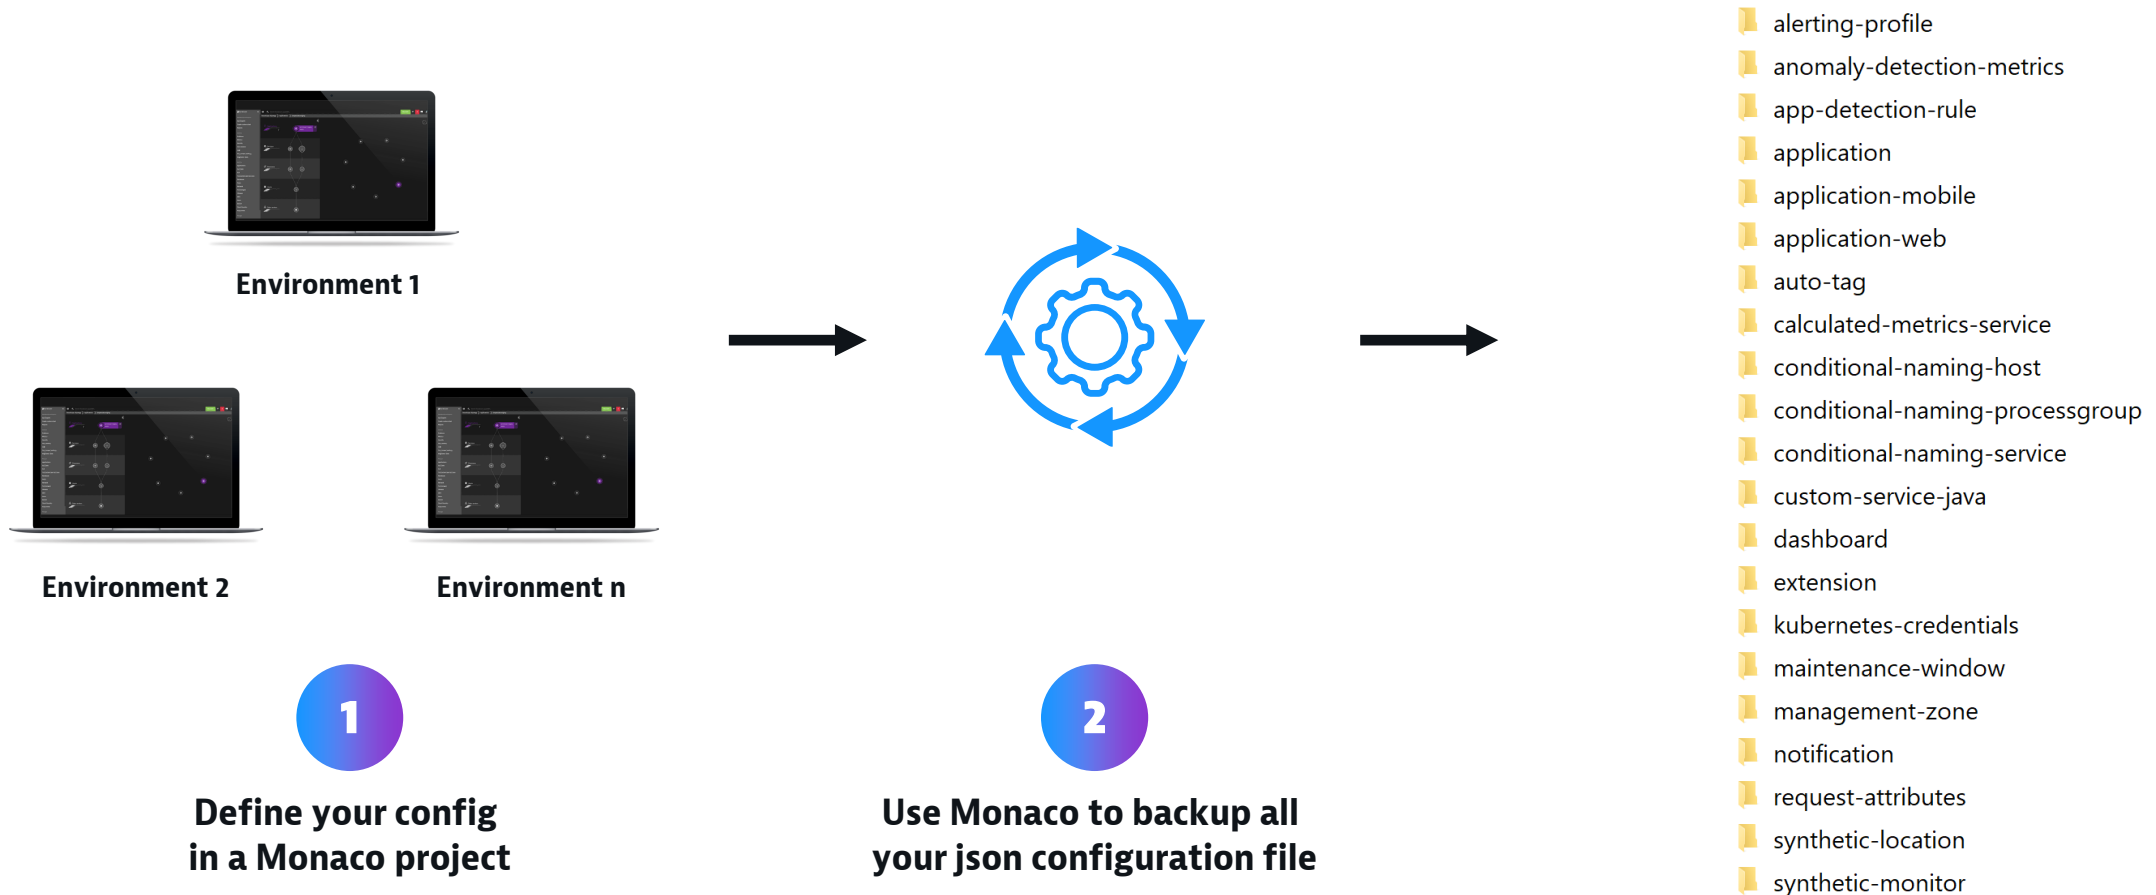 Environment 1
Environment 2
Environment n
1
Define your config
in a Monaco project
2
Use Monaco to backup all
your json configuration file
alerting-profile
anomaly-detection-metrics
app-detection-rule
application
application-mobile
application-web
auto-tag
calculated-metrics-service
conditional-naming-host
conditional-naming-processgroup
conditional-naming-service
custom-service-java
dashboard
extension
kubernetes-credentials
maintenance-window
management-zone
notification
request-attributes
synthetic-location
synthetic-monitor